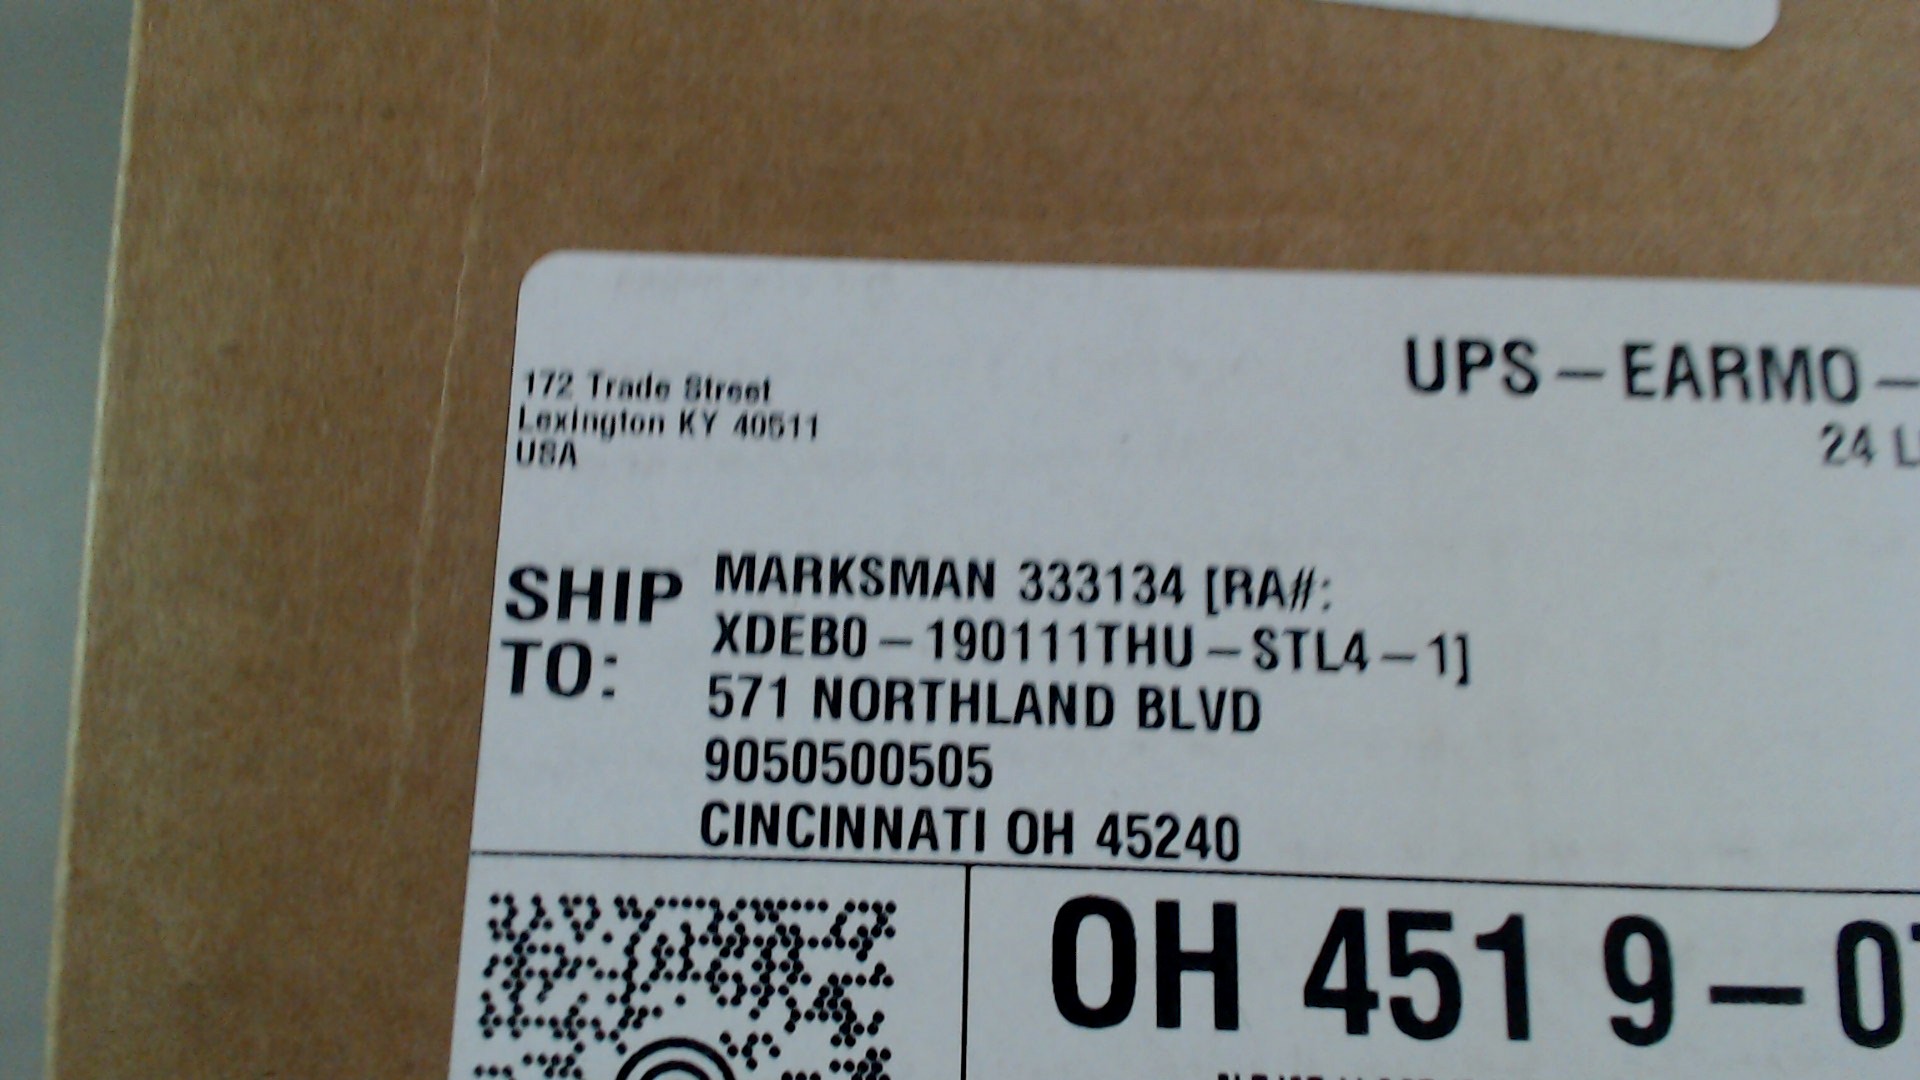 172 Trade Street
Lexington KY 40511
USA
UPS-EARMO-
24 L
SHIP TO:
MARKSMAN 333134 [RA#:
XDEB0-190111THU-STL4-1]
571 NORTHLAND BLVD
9050500505
CINCINNATI OH 45240
OH 451 9-0